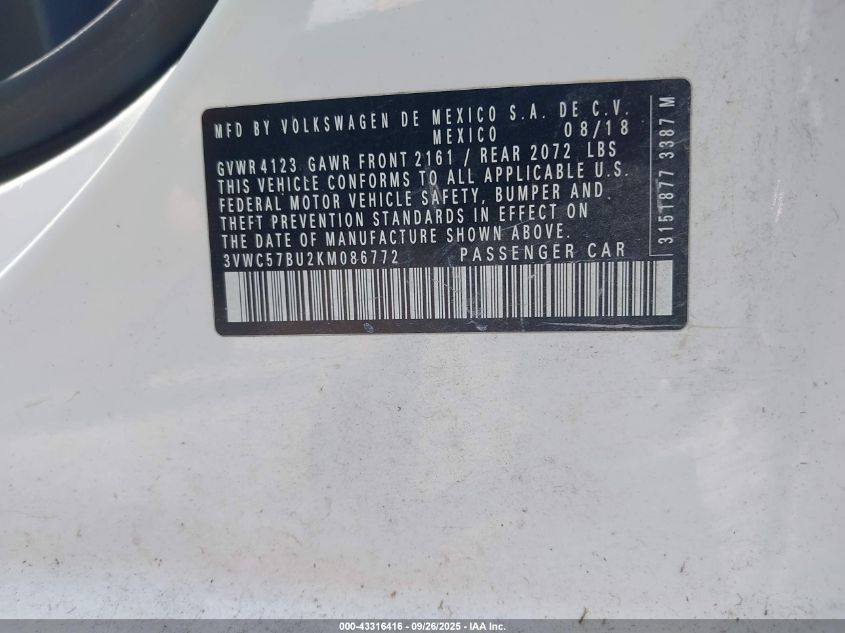 MFD BY VOLKSWAGEN DE MEXICO S.A. DE C.V.
MEXICO 08/18
GVWR 4123 GAWR FRONT 2161 / REAR 2072 LBS
THIS VEHICLE CONFORMS TO ALL APPLICABLE U.S.
FEDERAL MOTOR VEHICLE SAFETY, BUMPER AND
THEFT PREVENTION STANDARDS IN EFFECT ON
THE DATE OF MANUFACTURE SHOWN ABOVE.
3VWC57BU2KM086772 PASSENGER CAR
3151877 3387 M
000-43316416 - 09/26/2025 - IAA Inc.